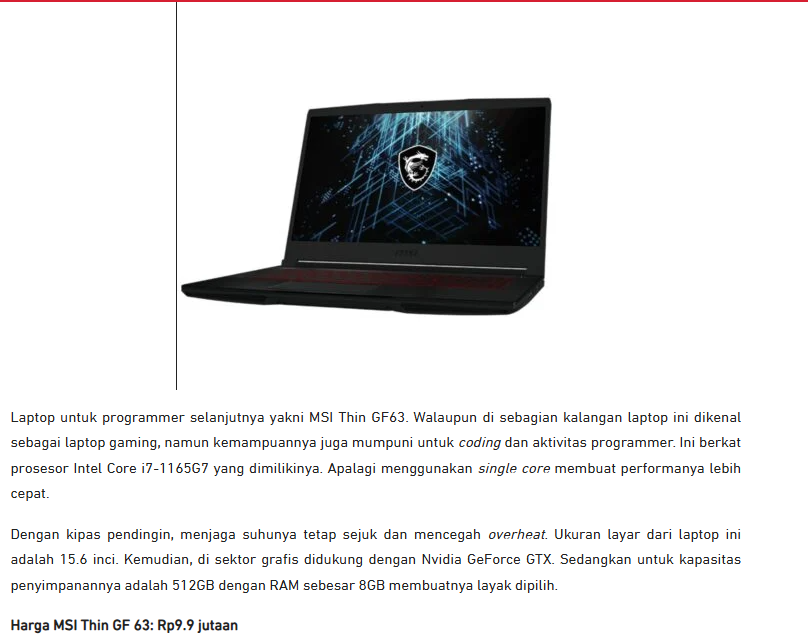 Laptop untuk programmer selanjutnya yakni MSI Thin GF63. Walaupun di sebagian kalangan laptop ini dikenal
sebagai laptop gaming, namun kemampuannya juga mumpuni untuk coding dan aktivitas programmer. Ini berkat
prosesor Intel Core i7-1165G7 yang dimilikinya. Apalagi menggunakan single core membuat performanya lebih
cepat.
Dengan kipas pendingin, menjaga suhunya tetap sejuk dan mencegah overheat. Ukuran layar dari laptop ini
adalah 15.6 inci. Kemudian, di sektor grafis didukung dengan Nvidia GeForce GTX. Sedangkan untuk kapasitas
penyimpanannya adalah 512GB dengan RAM sebesar 8GB membuatnya layak dipilih.
Harga MSI Thin GF 63: Rp9.9 jutaan